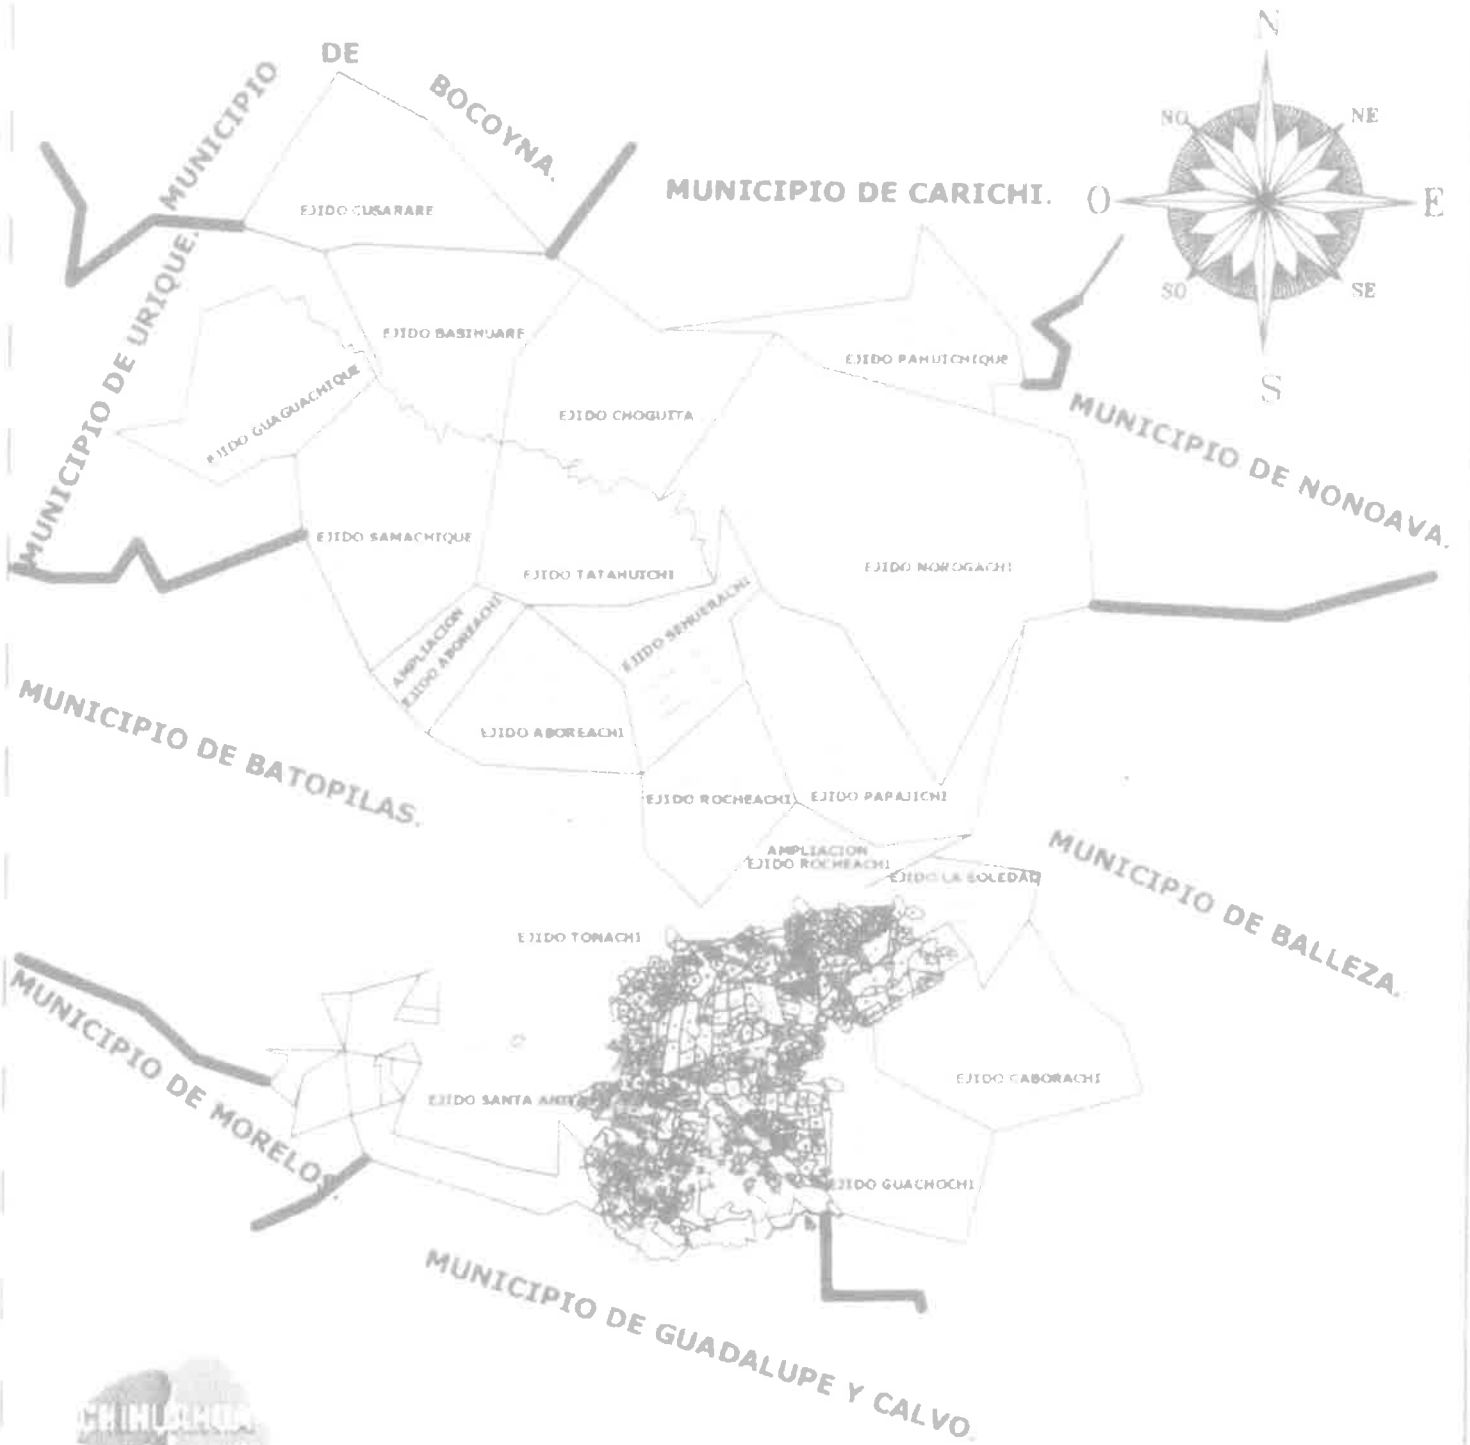 N
NO
NE
O
E
SO
SE
S
MUNICIPIO
DE
BOCOYNA.
MUNICIPIO DE CARICHI.
MUNICIPIO DE URIQUE.
EJIDO CUSARARE
EJIDO BASIHUARE
EJIDO PAHUICHIQUE
EJIDO GUAGUACHIQUE
EJIDO CHOGUITA
MUNICIPIO DE NONOAVA.
EJIDO SAMACHIQUE
EJIDO TATAHUICHI
EJIDO NOROGACHI
EJIDO SEHUERACHI
AMPLIACION
EJIDO ABOREACHI
MUNICIPIO DE BATOPILAS.
EJIDO ABOREACHI
EJIDO ROCHEACHI
EJIDO PAPAJICHI
AMPLIACION
EJIDO ROCHEACHI
EJIDO LA SOLEDAD
MUNICIPIO DE BALLEZA.
EJIDO TONACHI
MUNICIPIO DE MORELOS.
EJIDO CABORACHI
EJIDO SANTA ANITA
EJIDO GUACHOCHI
MUNICIPIO DE GUADALUPE Y CALVO.
CHIHUAHUA